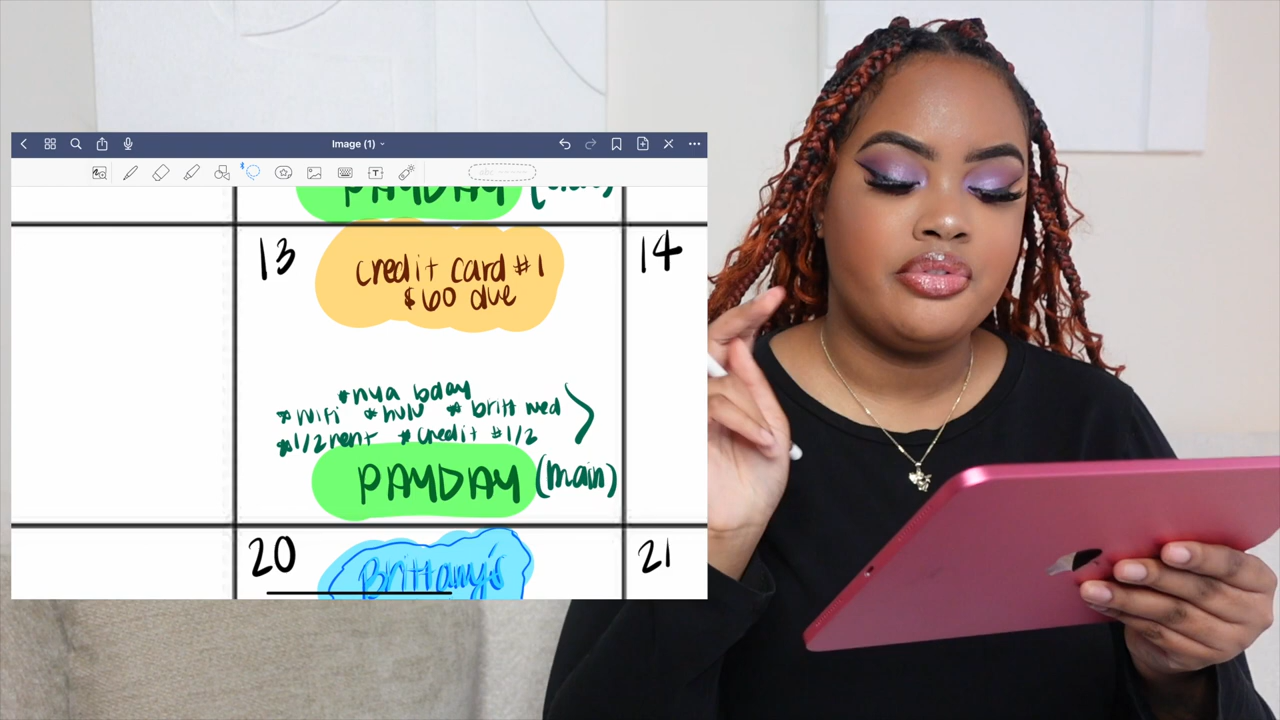 Image (1)
PAYDAY
13
credit card #1
$60 due
14
*nya bday
*wifi *hulu *britt wed
*1/2 rent *credit #1/2
PAYDAY (main)
20
Brittany's
21